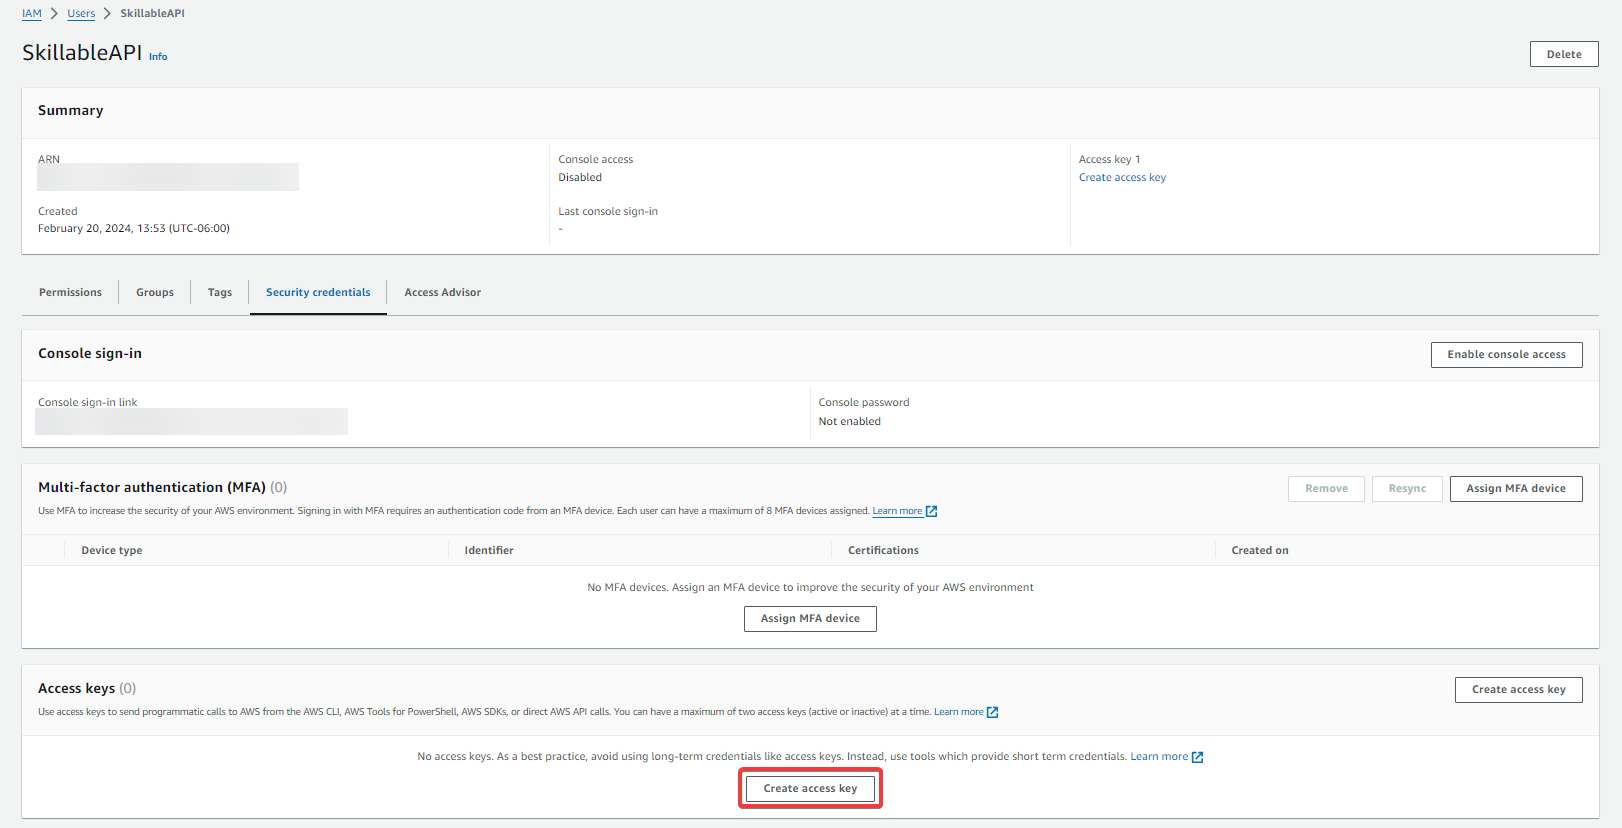 IAM > Users > SkillableAPI
SkillableAPI Info
Delete
Summary
ARN
Created
February 20, 2024, 13:53 (UTC-06:00)
Console access
Disabled
Last console sign-in
-
Access key 1
Create access key
Permissions Groups Tags Security credentials Access Advisor
Console sign-in
Enable console access
Console sign-in link
Console password
Not enabled
Multi-factor authentication (MFA) (0)
Remove Resync Assign MFA device
Use MFA to increase the security of your AWS environment. Signing in with MFA requires an authentication code from an MFA device. Each user can have a maximum of 8 MFA devices assigned. Learn more
Device type Identifier Certifications Created on
No MFA devices. Assign an MFA device to improve the security of your AWS environment
Assign MFA device
Access keys (0)
Create access key
Use access keys to send programmatic calls to AWS from the AWS CLI, AWS Tools for PowerShell, AWS SDKs, or direct AWS API calls. You can have a maximum of two access keys (active or inactive) at a time. Learn more
No access keys. As a best practice, avoid using long-term credentials like access keys. Instead, use tools which provide short term credentials. Learn more
Create access key